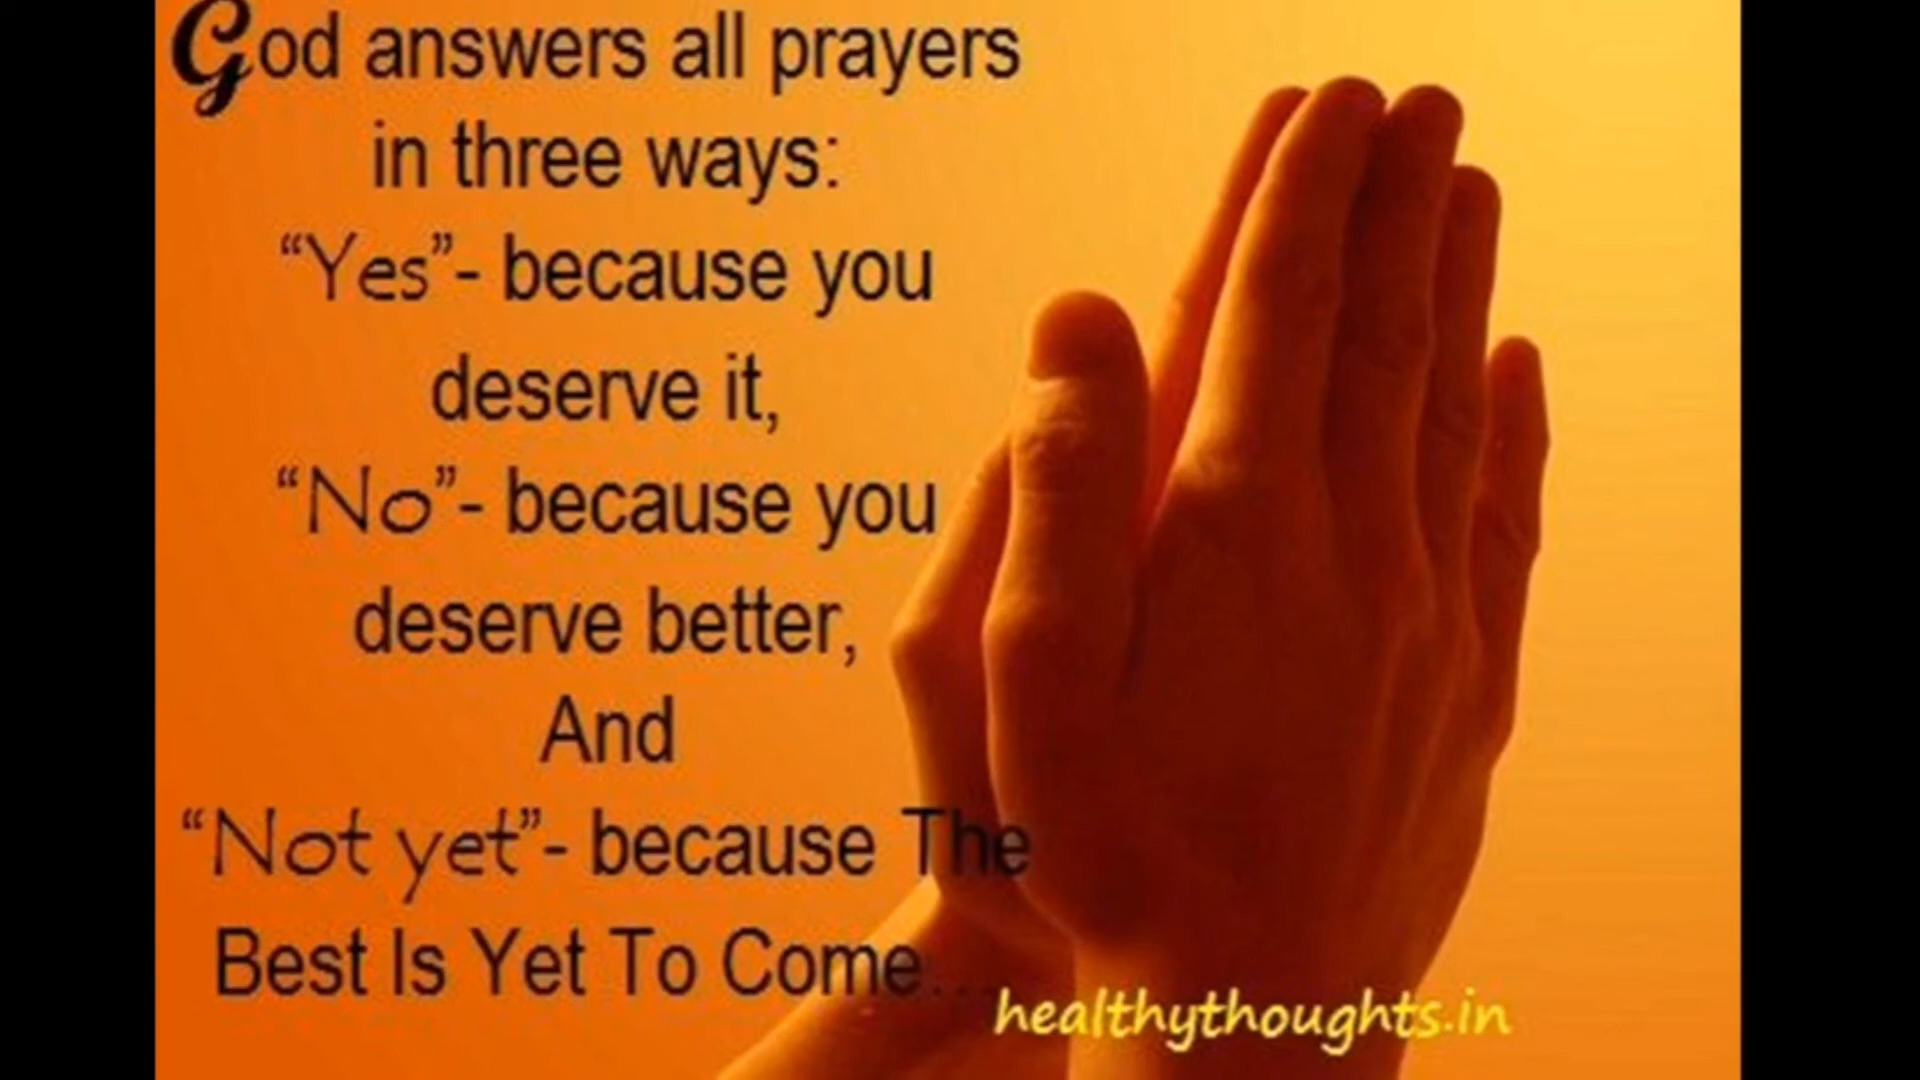 God answers all prayers
in three ways:
“Yes”- because you
deserve it,
“No”- because you
deserve better,
And
“Not yet”- because The
Best Is Yet To Come...
healthythoughts.in